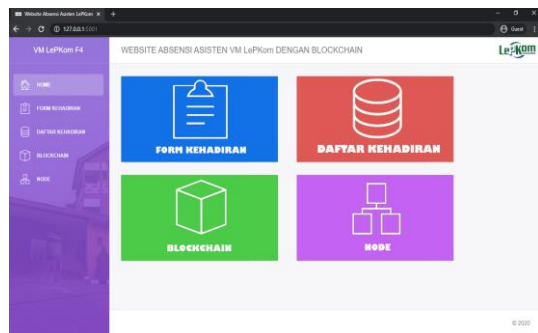 Website Absensi Asisten LePKom
127.0.0.1:5001
Guest
VM LePKom F4
WEBSITE ABSENSI ASISTEN VM LePKom DENGAN BLOCKCHAIN
LePKom
HOME
FORM KEHADIRAN
DAFTAR KEHADIRAN
BLOCKCHAIN
NODE
FORM KEHADIRAN
DAFTAR KEHADIRAN
BLOCKCHAIN
NODE
© 2020